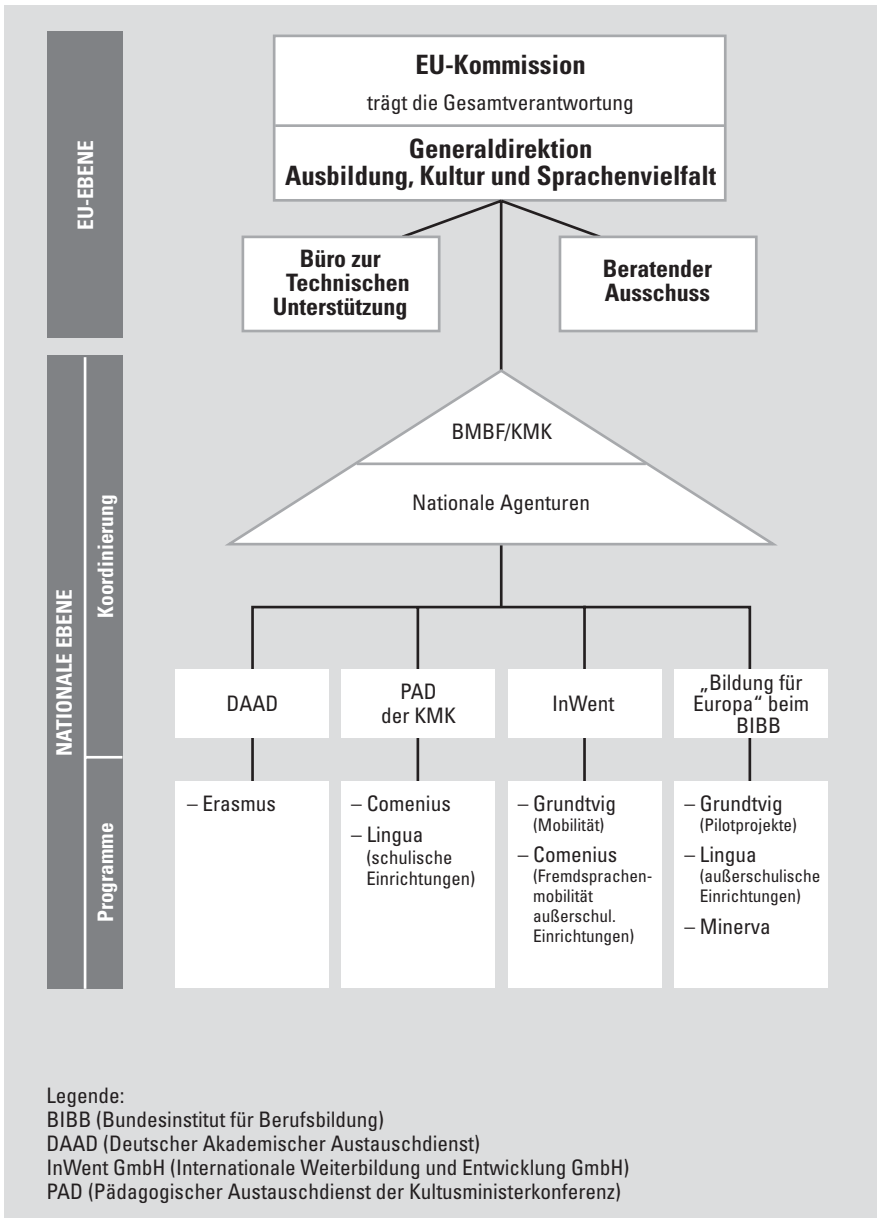 EU-EBENE
EU-Kommission
trägt die Gesamtverantwortung
Generaldirektion
Ausbildung, Kultur und Sprachenvielfalt
Büro zur
Technischen
Unterstützung
Beratender
Ausschuss
NATIONALE EBENE
Koordinierung
BMBF/KMK
Nationale Agenturen
DAAD
PAD
der KMK
InWent
„Bildung für
Europa“ beim
BIBB
Programme
– Erasmus
– Comenius
– Lingua
(schulische
Einrichtungen)
– Grundtvig
(Mobilität)
– Comenius
(Fremdsprachen-
mobilität
außerschul.
Einrichtungen)
– Grundtvig
(Pilotprojekte)
– Lingua
(außerschulische
Einrichtungen)
– Minerva
Legende:
BIBB (Bundesinstitut für Berufsbildung)
DAAD (Deutscher Akademischer Austauschdienst)
InWent GmbH (Internationale Weiterbildung und Entwicklung GmbH)
PAD (Pädagogischer Austauschdienst der Kultusministerkonferenz)